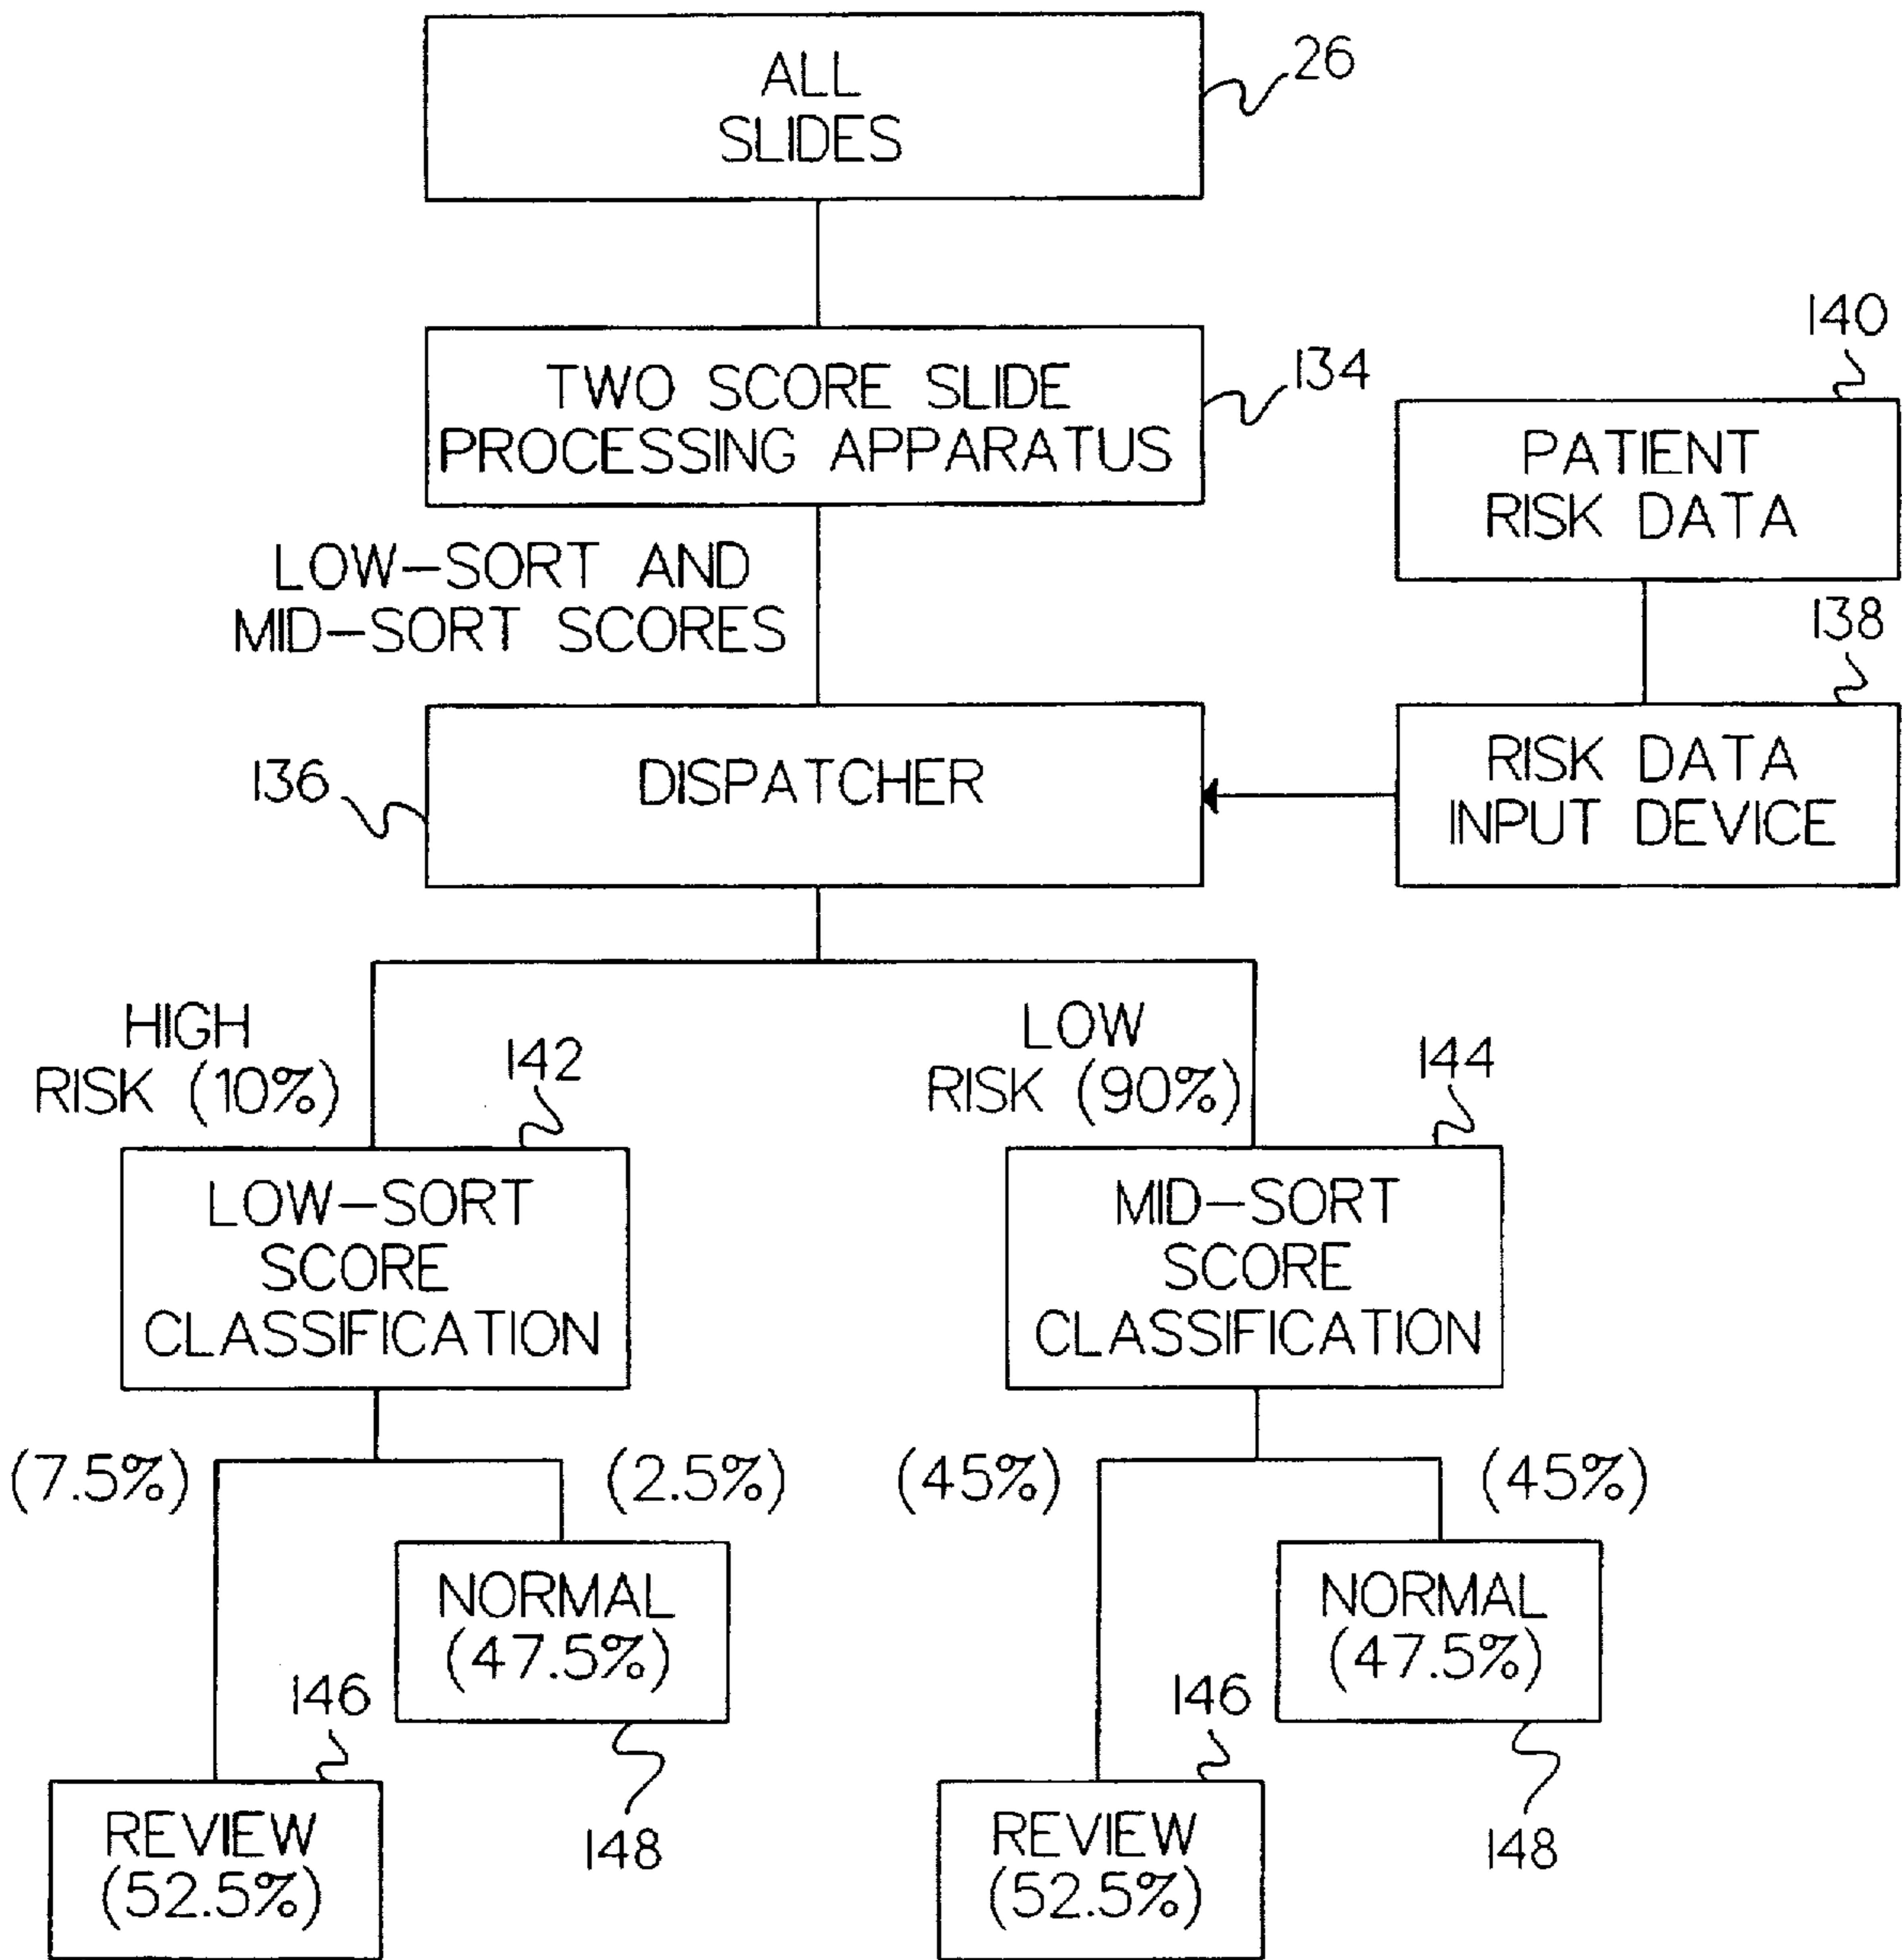 ALL
SLIDES
26
TWO SCORE SLIDE
PROCESSING APPARATUS
134
140
PATIENT
RISK DATA
LOW-SORT AND
MID-SORT SCORES
138
136
DISPATCHER
RISK DATA
INPUT DEVICE
HIGH
RISK (10%)
142
LOW
RISK (90%)
144
LOW-SORT
SCORE
CLASSIFICATION
MID-SORT
SCORE
CLASSIFICATION
(7.5%)
(2.5%)
(45%)
(45%)
NORMAL
(47.5%)
NORMAL
(47.5%)
146
146
REVIEW
(52.5%)
148
REVIEW
(52.5%)
148